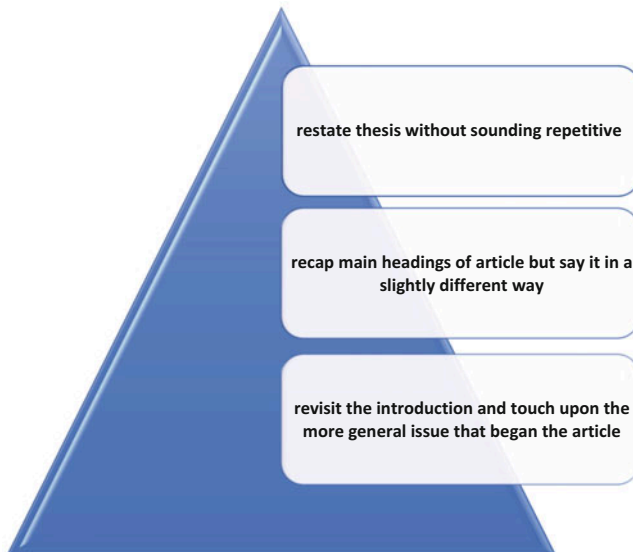 restate thesis without sounding repetitive
recap main headings of article but say it in a
slightly different way
revisit the introduction and touch upon the
more general issue that began the article